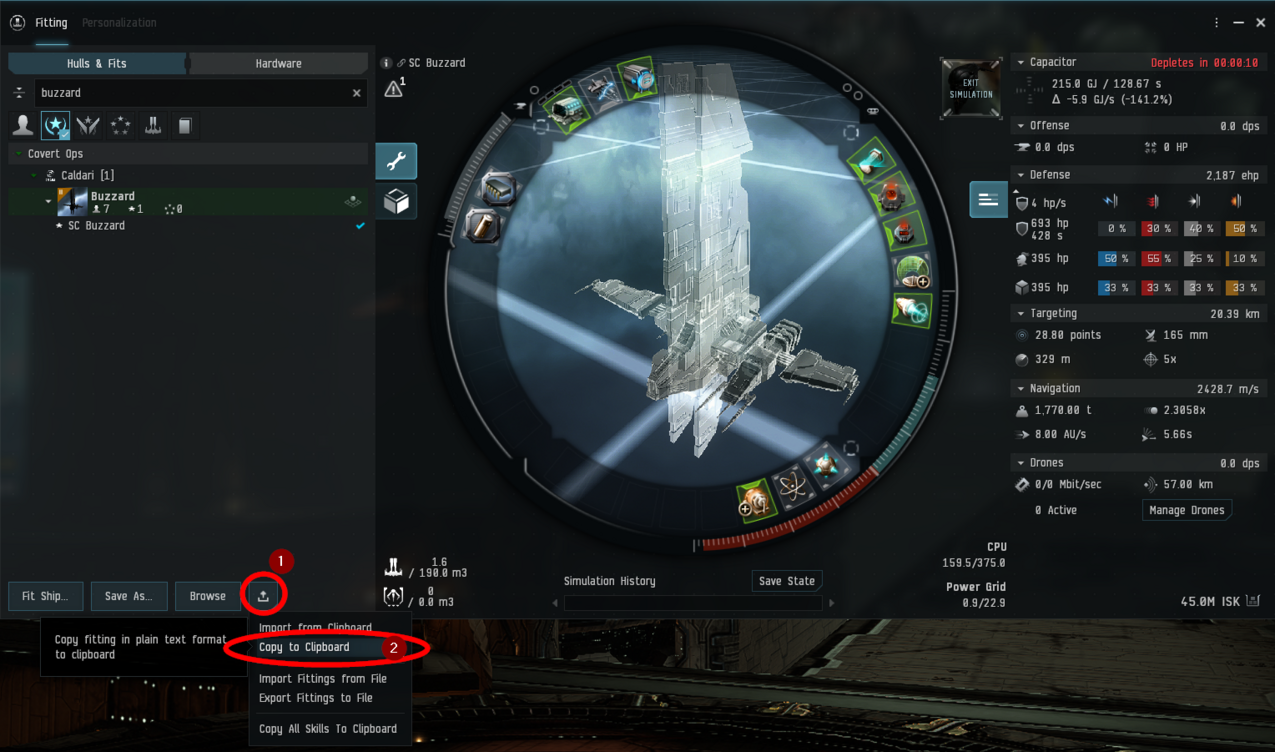 Fitting
Personalization
Hulls & Fits
Hardware
buzzard
Covert Ops
Caldari [1]
Buzzard
7 1 0
SC Buzzard
SC Buzzard
1
EXIT
SIMULATION
Capacitor
Depletes in 00:00:10
215.0 GJ / 128.67 s
Δ -5.9 GJ/s (-141.2%)
Offense
0.0 dps
0.0 dps
0 HP
Defense
2,187 ehp
4 hp/s
693 hp
428 s
0 %
30 %
40 %
50 %
395 hp
50 %
55 %
25 %
10 %
395 hp
33 %
33 %
33 %
33 %
Targeting
20.39 km
28.80 points
165 mm
329 m
5x
Navigation
2428.7 m/s
1,770.00 t
2.3058x
8.00 AU/s
5.66s
Drones
0.0 dps
0/0 Mbit/sec
57.00 km
0 Active
Manage Drones
CPU
159.5/375.0
Power Grid
0.9/22.9
45.0M ISK
1.6
/ 190.0 m3
0
/ 0.0 m3
Simulation History
Save State
1
Fit Ship...
Save As...
Browse
Copy fitting in plain text format
to clipboard
Import from Clipboard
Copy to Clipboard
2
Import Fittings from File
Export Fittings to File
Copy All Skills To Clipboard